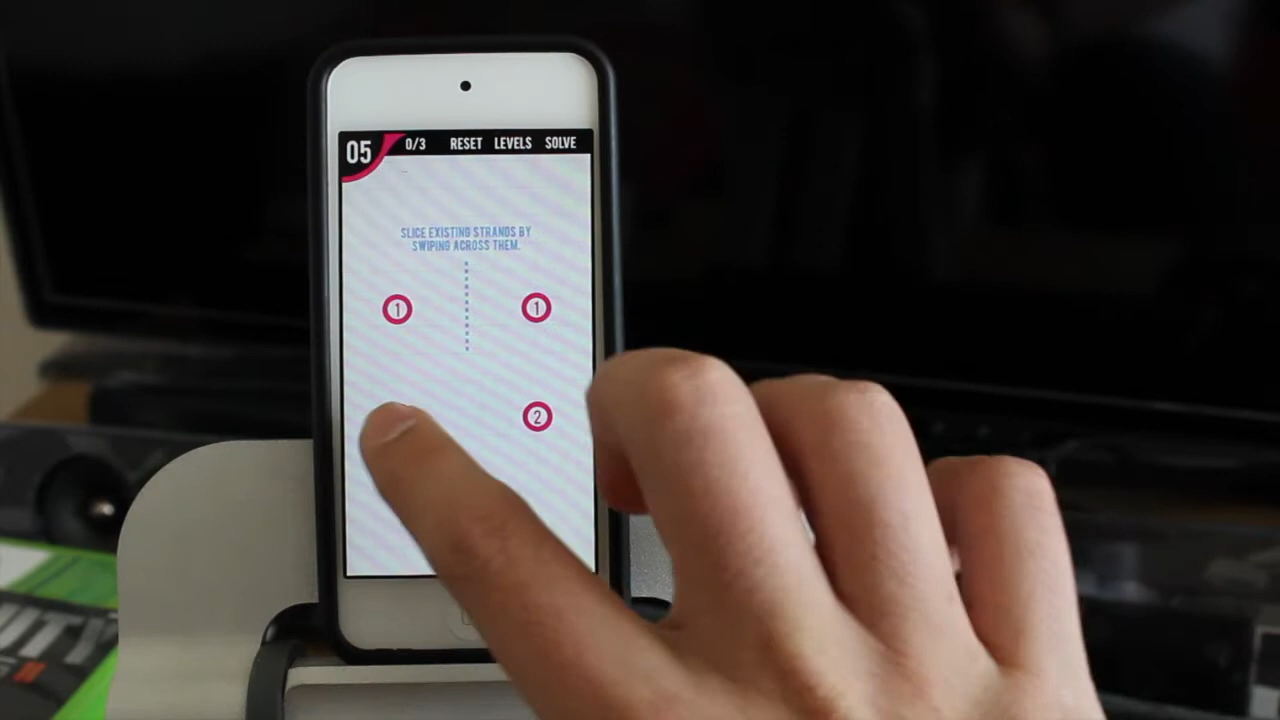 05 0/3 RESET LEVELS SOLVE
SLICE EXISTING STRANDS BY
SWIPING ACROSS THEM.
1 1
2